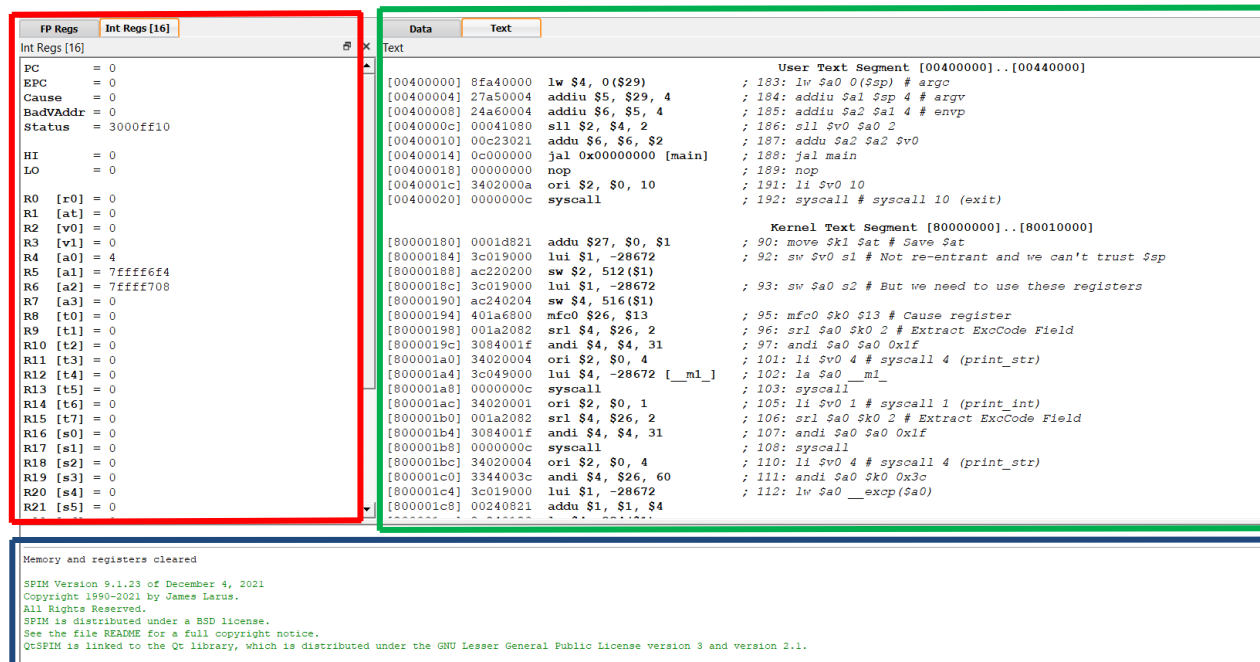 FP Regs Int Regs [16]
Int Regs [16]
PC = 0
EPC = 0
Cause = 0
BadVAddr = 0
Status = 3000ff10
HI = 0
LO = 0
R0 [r0] = 0
R1 [at] = 0
R2 [v0] = 0
R3 [v1] = 0
R4 [a0] = 4
R5 [a1] = 7ffff6f4
R6 [a2] = 7ffff708
R7 [a3] = 0
R8 [t0] = 0
R9 [t1] = 0
R10 [t2] = 0
R11 [t3] = 0
R12 [t4] = 0
R13 [t5] = 0
R14 [t6] = 0
R15 [t7] = 0
R16 [s0] = 0
R17 [s1] = 0
R18 [s2] = 0
R19 [s3] = 0
R20 [s4] = 0
R21 [s5] = 0
Data Text
Text
User Text Segment [00400000]..[00440000]
[00400000] 8fa40000 lw $4, 0($29) ; 183: lw $a0 0($sp) # argc
[00400004] 27a50004 addiu $5, $29, 4 ; 184: addiu $a1 $sp 4 # argv
[00400008] 24a60004 addiu $6, $5, 4 ; 185: addiu $a2 $a1 4 # envp
[0040000c] 00041080 sll $2, $4, 2 ; 186: sll $v0 $a0 2
[00400010] 00c23021 addu $6, $6, $2 ; 187: addu $a2 $a2 $v0
[00400014] 0c000000 jal 0x00000000 [main] ; 188: jal main
[00400018] 00000000 nop ; 189: nop
[0040001c] 3402000a ori $2, $0, 10 ; 191: li $v0 10
[00400020] 0000000c syscall ; 192: syscall # syscall 10 (exit)
Kernel Text Segment [80000000]..[80010000]
[80000180] 0001d821 addu $27, $0, $1 ; 90: move $k1 $at # Save $at
[80000184] 3c019000 lui $1, -28672 ; 92: sw $v0 s1 # Not re-entrant and we can't trust $sp
[80000188] ac220200 sw $2, 512($1)
[8000018c] 3c019000 lui $1, -28672 ; 93: sw $a0 s2 # But we need to use these registers
[80000190] ac240204 sw $4, 516($1)
[80000194] 401a6800 mfc0 $26, $13 ; 95: mfc0 $k0 $13 # Cause register
[80000198] 001a2082 srl $4, $26, 2 ; 96: srl $a0 $k0 2 # Extract ExcCode Field
[8000019c] 3084001f andi $4, $4, 31 ; 97: andi $a0 $a0 0x1f
[800001a0] 34020004 ori $2, $0, 4 ; 101: li $v0 4 # syscall 4 (print_str)
[800001a4] 3c049000 lui $4, -28672 [__m1_] ; 102: la $a0 __m1_
[800001a8] 0000000c syscall ; 103: syscall
[800001ac] 34020001 ori $2, $0, 1 ; 105: li $v0 1 # syscall 1 (print_int)
[800001b0] 001a2082 srl $4, $26, 2 ; 106: srl $a0 $k0 2 # Extract ExcCode Field
[800001b4] 3084001f andi $4, $4, 31 ; 107: andi $a0 $a0 0x1f
[800001b8] 0000000c syscall ; 108: syscall
[800001bc] 34020004 ori $2, $0, 4 ; 110: li $v0 4 # syscall 4 (print_str)
[800001c0] 3344003c andi $4, $26, 60 ; 111: andi $a0 $k0 0x3c
[800001c4] 3c019000 lui $1, -28672 ; 112: lw $a0 __excp($a0)
[800001c8] 00240821 addu $1, $1, $4
Memory and registers cleared
SPIM Version 9.1.23 of December 4, 2021
Copyright 1990-2021 by James Larus.
All Rights Reserved.
SPIM is distributed under a BSD license.
See the file README for a full copyright notice.
QtSPIM is linked to the Qt library, which is distributed under the GNU Lesser General Public License version 3 and version 2.1.